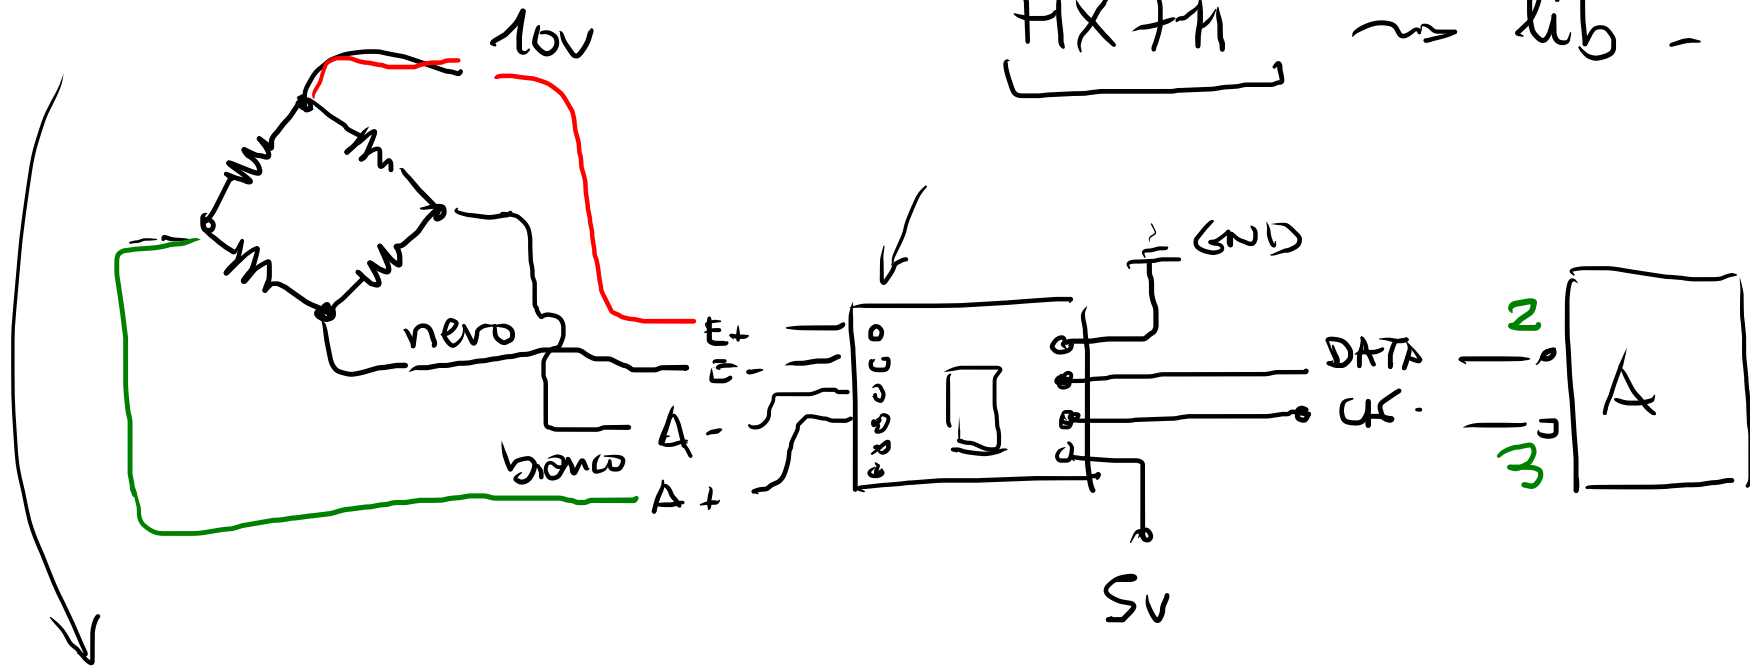 10V
HX711 lib -
GND
nero
E+
E-
DATA
2
A
CK.
A -
bianco
A +
3
5V